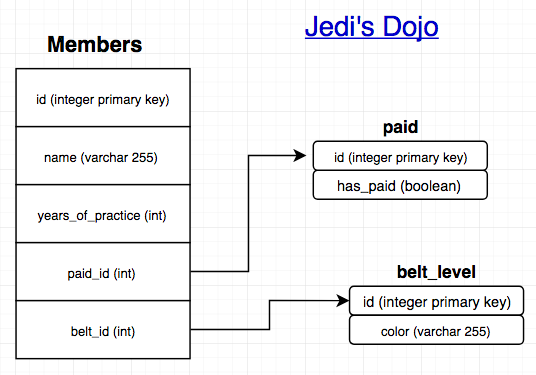 Jedi's Dojo
Members
id (integer primary key)
name (varchar 255)
years_of_practice (int)
paid_id (int)
belt_id (int)
paid
id (integer primary key)
has_paid (boolean)
belt_level
id (integer primary key)
color (varchar 255)